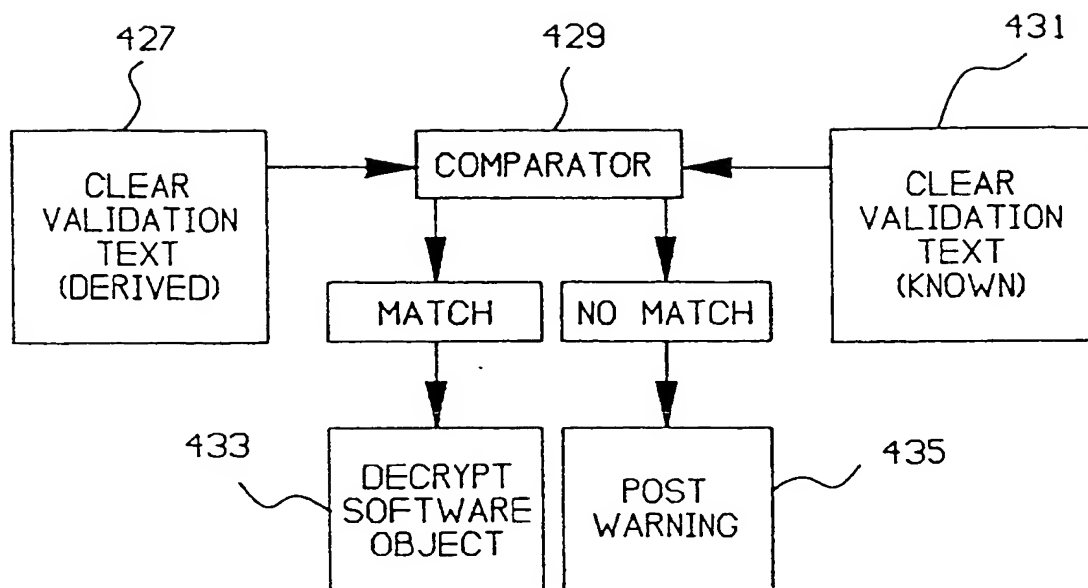 427
429
431
CLEAR
VALIDATION
TEXT
(DERIVED)
COMPARATOR
CLEAR
VALIDATION
TEXT
(KNOWN)
MATCH
NO MATCH
433
DECRYPT
SOFTWARE
OBJECT
POST
WARNING
435